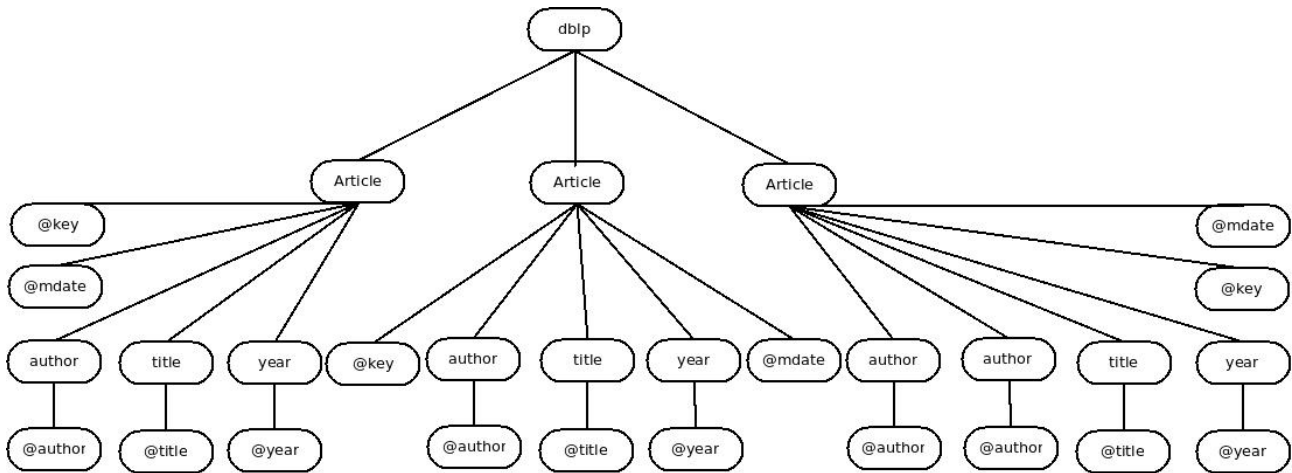 dblp
Article Article Article
@key @mdate
@mdate @key
author title year @key author title year @mdate author author title year
@author @title @year @author @title @year @author @author @title @year